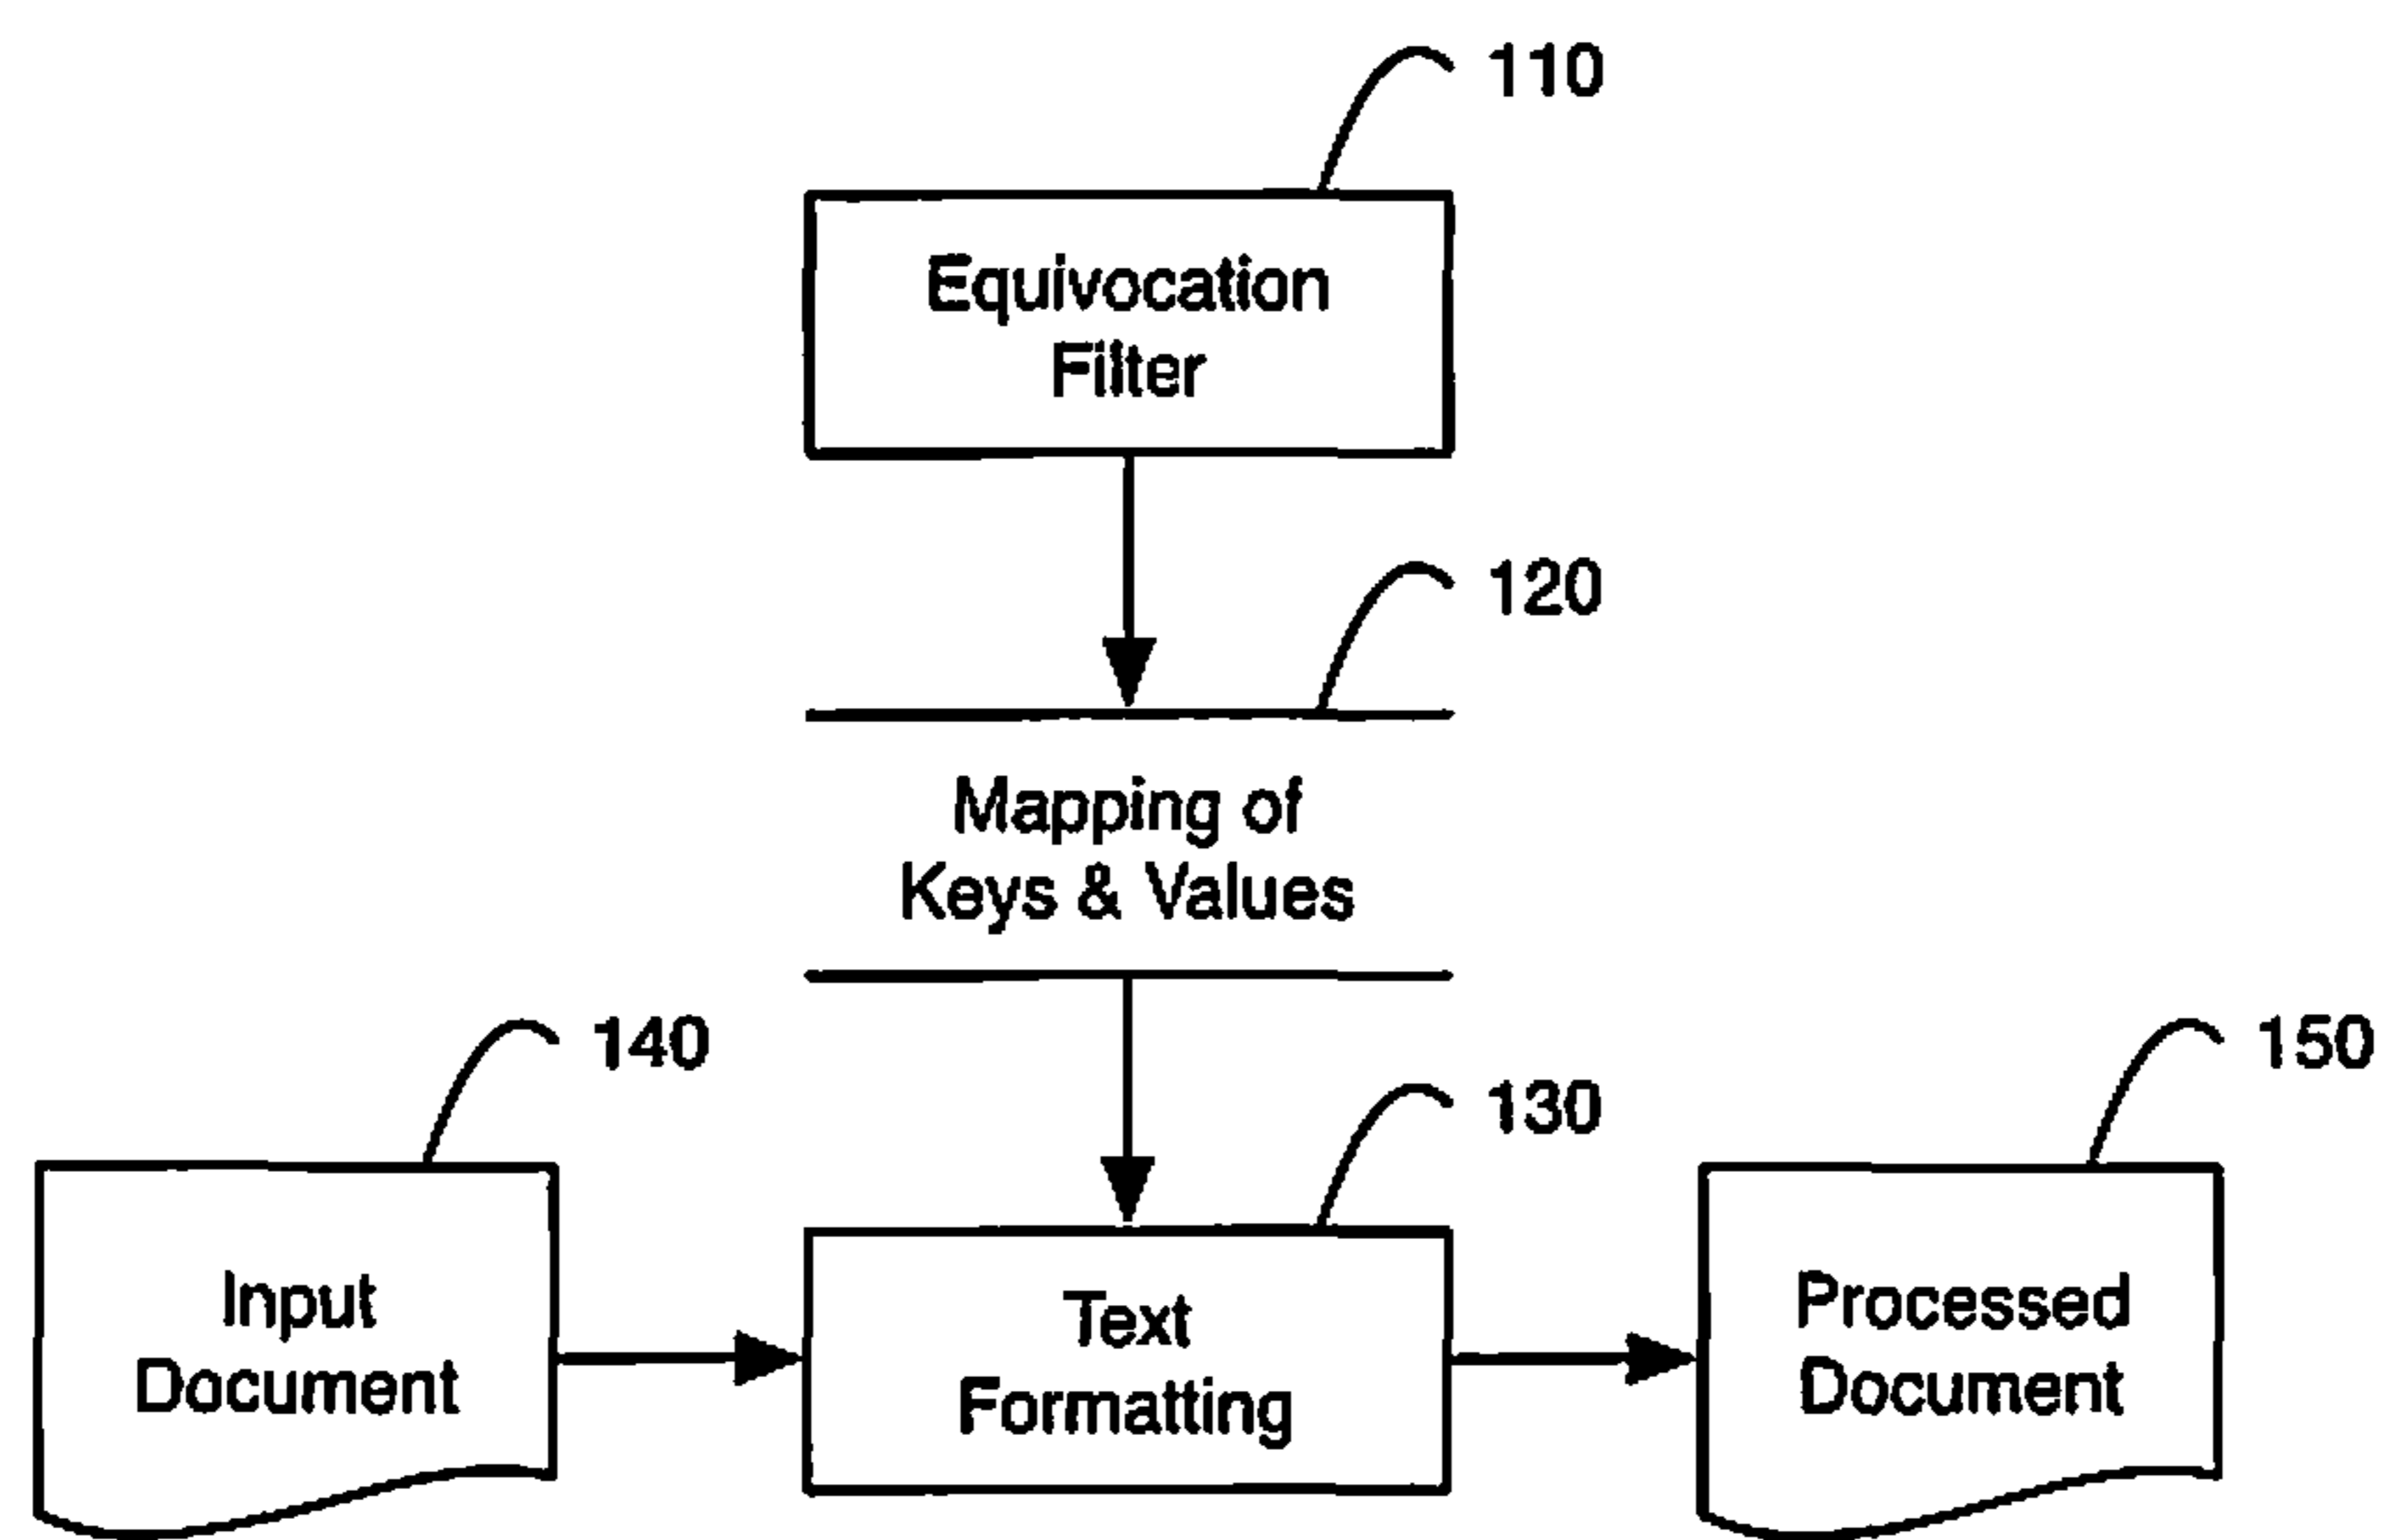 110
Equivocation
Filter
120
Mapping of
Keys & Values
140
150
130
Input
Document
Text
Formatting
Processed
Document